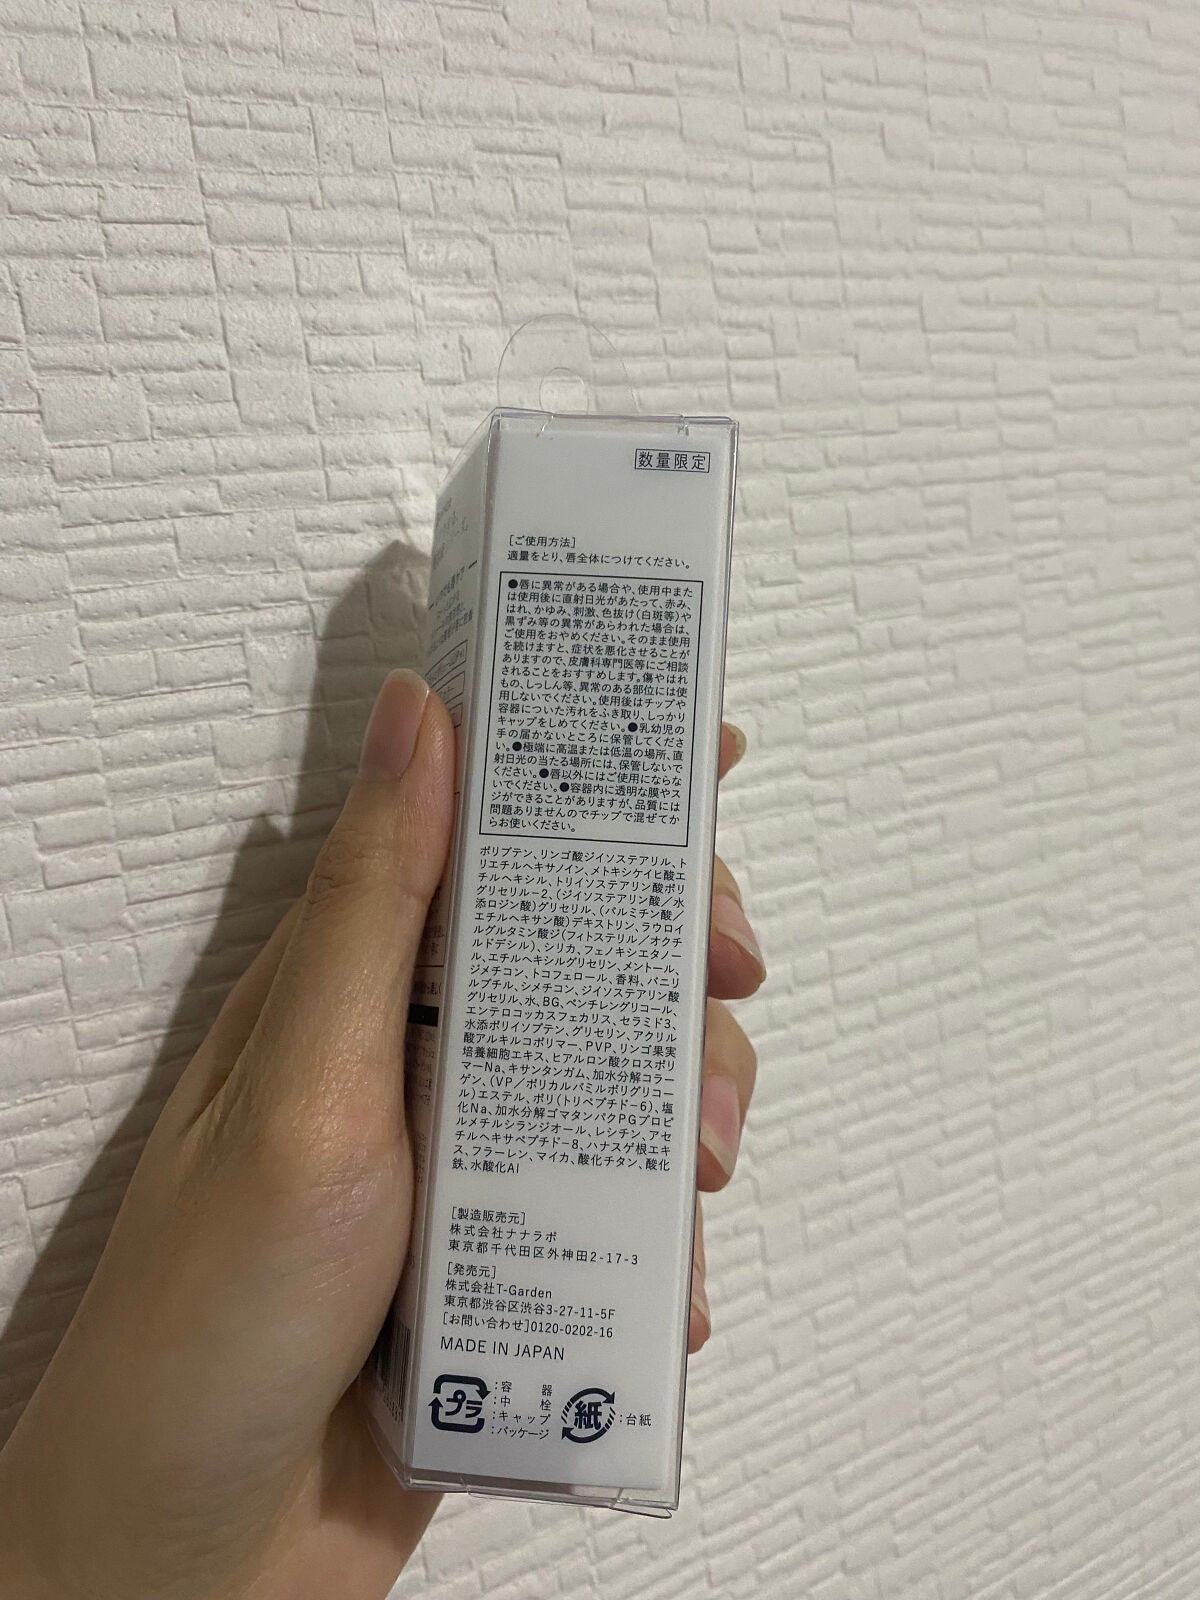 数量限定
[ご使用方法]
適量をとり、唇全体につけてください。
●唇に異常がある場合や、使用中また
は使用後に直射日光があたって、赤み、
はれ、かゆみ、刺激、色抜け(白斑等)や
黒ずみ等の異常があらわれた場合は、
ご使用をおやめください。そのまま使用
を続けますと、症状を悪化させることが
ありますので、皮膚科専門医等にご相談
されることをおすすめします。傷やはれ
もの、しっしん等、異常のある部位には使
用しないでください。使用後はチップや
容器についた汚れをふき取り、しっかり
キャップをしめてください。●乳幼児の
手の届かないところに保管してくださ
い。●極端に高温または低温の場所、直
射日光の当たる場所には、保管しないで
ください。●唇以外にはご使用にならな
いでください。●容器内に透明な膜やス
ジができることがありますが、品質には
問題ありませんのでチップで混ぜてか
らお使いください。
ポリブテン、リンゴ酸ジイソステアリル、ト
リエチルヘキサノイン、メトキシケイヒ酸エ
チルヘキシル、トリイソステアリン酸ポリ
グリセリル-2、(ジイソステアリン酸/水
添ロジン酸)グリセリル、(パルミチン酸/
エチルヘキサン酸)デキストリン、ラウロイ
ルグルタミン酸ジ(フィトステリル/オクチ
ルドデシル)、シリカ、フェノキシエタノー
ル、エチルヘキシルグリセリン、メントール、
ジメチコン、トコフェロール、香料、バニリ
ルブチル、シメチコン、ジイソステアリン酸
グリセリル、水、BG、ペンチレングリコール、
エンテロコッカスフェカリス、セラミド3、
水添ポリイソブテン、グリセリン、アクリル
酸アルキルコポリマー、PVP、リンゴ果実
培養細胞エキス、ヒアルロン酸クロスポリ
マーNa、キサンタンガム、加水分解コラー
ゲン、(VP/ポリカルバミルポリグリコー
ル)エステル、ポリ(トリペプチド-6)、塩
化Na、加水分解ゴマタンパクPGプロピ
ルメチルシランジオール、レシチン、アセ
チルヘキサペプチド-8、ハナスゲ根エキ
ス、フラーレン、マイカ、酸化チタン、酸化
鉄、水酸化Al
[製造販売元]
株式会社ナナラボ
東京都千代田区外神田2-17-3
[発売元]
株式会社T-Garden
東京都渋谷区渋谷3-27-11-5F
[お問い合わせ]0120-0202-16
MADE IN JAPAN
プラ :容器
:中栓
:キャップ
:パッケージ
紙 :台紙